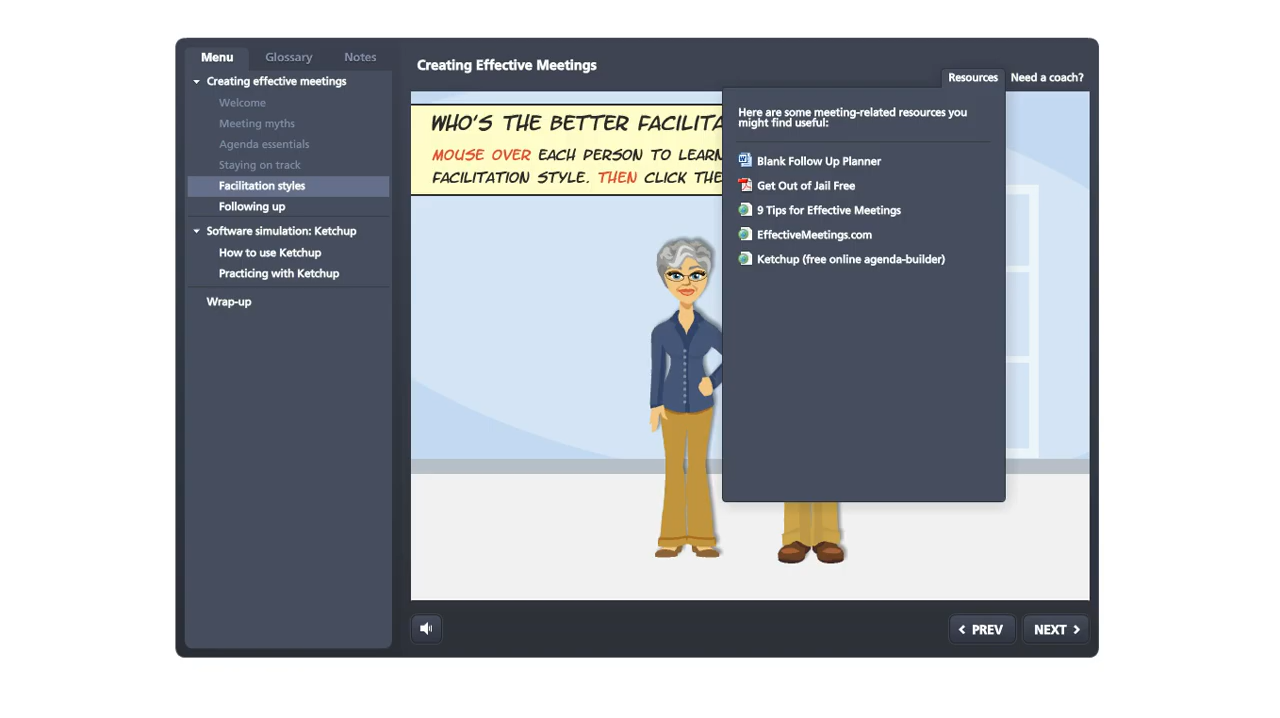 Menu
Glossary
Notes
Creating effective meetings
Welcome
Meeting myths
Agenda essentials
Staying on track
Facilitation styles
Following up
Software simulation: Ketchup
How to use Ketchup
Practicing with Ketchup
Wrap-up
Creating Effective Meetings
Resources
Need a coach?
WHO'S THE BETTER
MOUSE OVER EACH PERSON TO LEARN
FACILITATION STYLE. THEN CLICK THE
Here are some meeting-related resources you
might find useful:
Blank Follow Up Planner
Get Out of Jail Free
9 Tips for Effective Meetings
EffectiveMeetings.com
Ketchup (free online agenda-builder)
PREV
NEXT